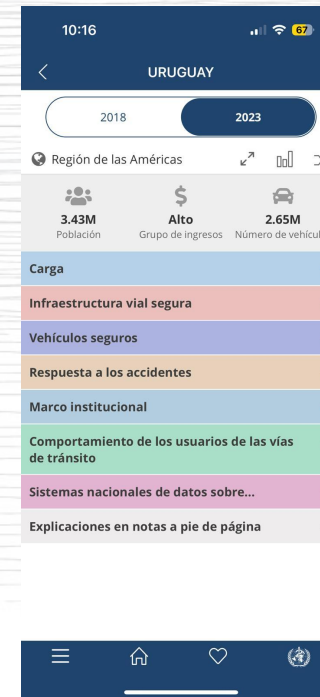 10:16
67
URUGUAY
2018
2023
Región de las Américas
3.43M
Población
Alto
Grupo de ingresos
2.65M
Número de vehícul
Carga
Infraestructura vial segura
Vehículos seguros
Respuesta a los accidentes
Marco institucional
Comportamiento de los usuarios de las vías
de tránsito
Sistemas nacionales de datos sobre...
Explicaciones en notas a pie de página